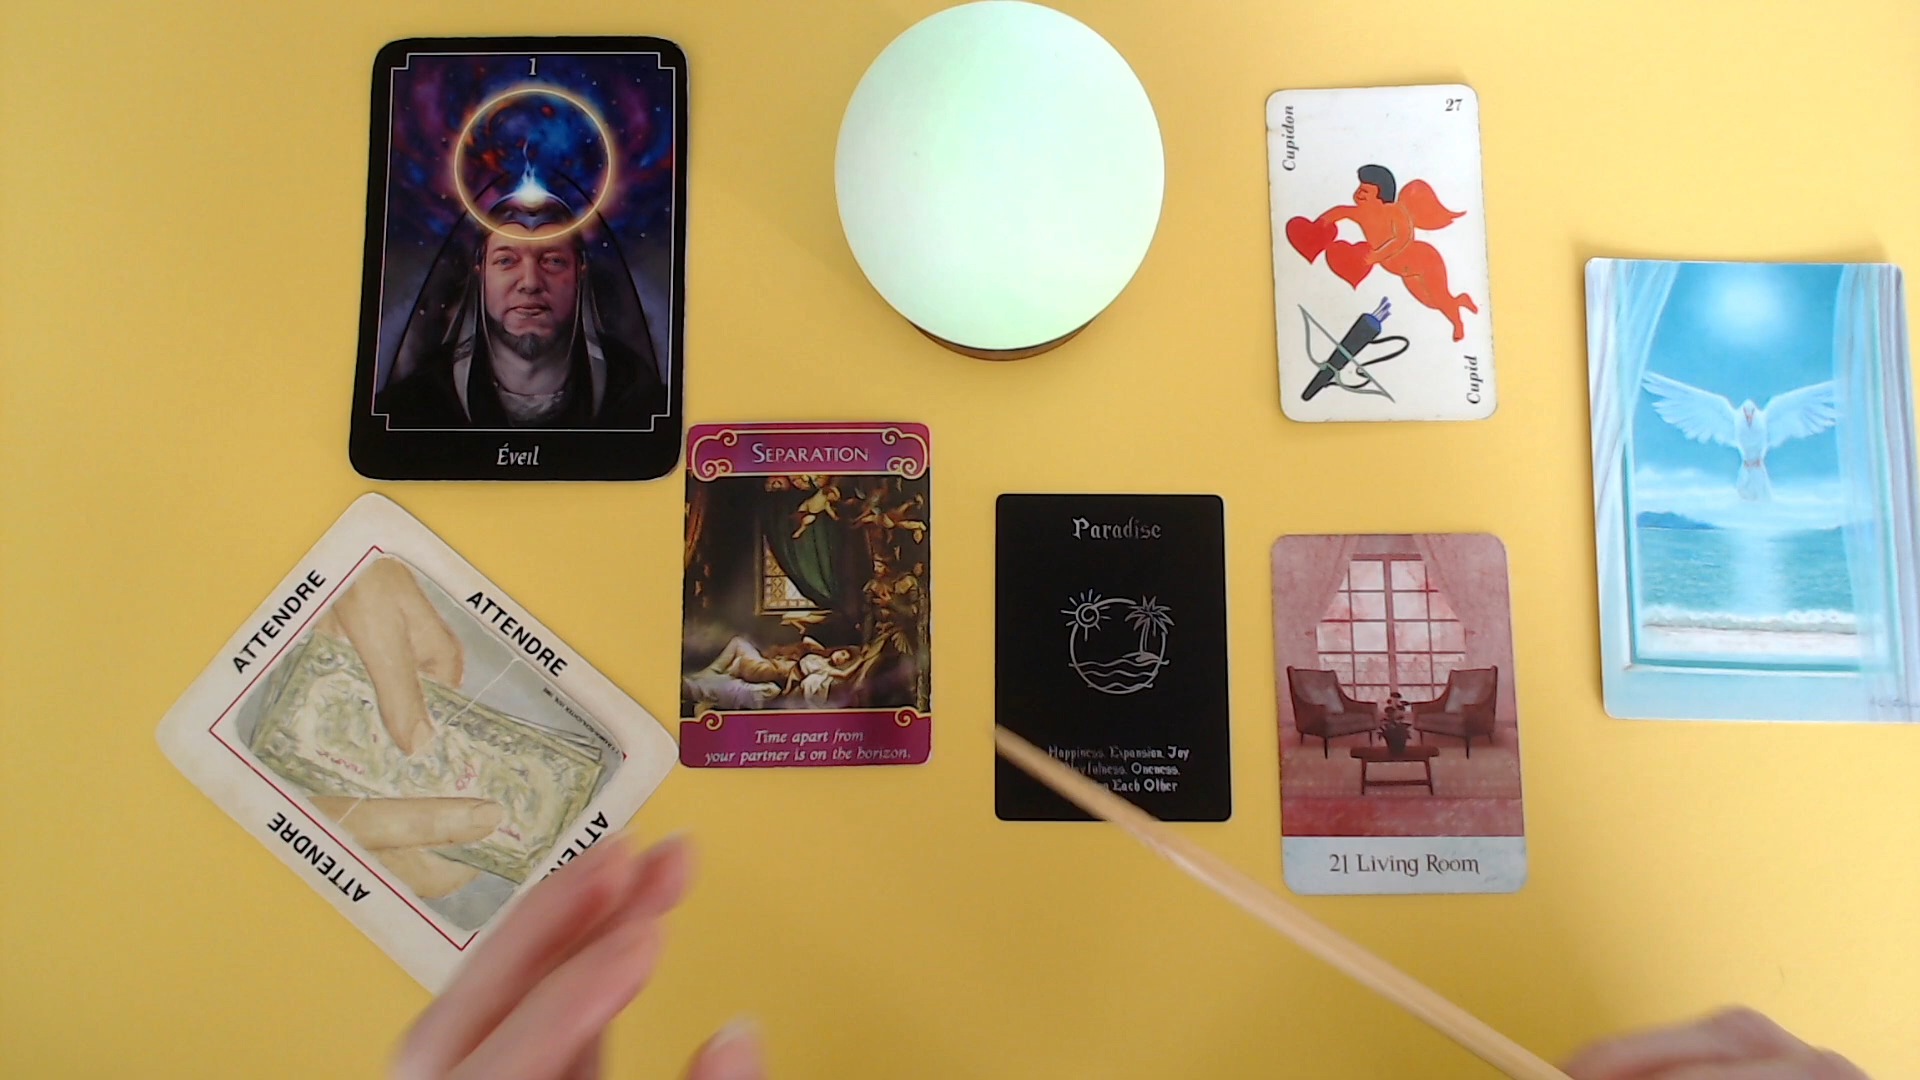 1
Éveil
ATTENDRE
ATTENDRE
ATTENDRE
SEPARATION
Time apart from
your partner is on the horizon.
Paradise
Happiness. Expansion. Joy
Oneness.
Each Other
Cupidon
27
Cupid
21 Living Room